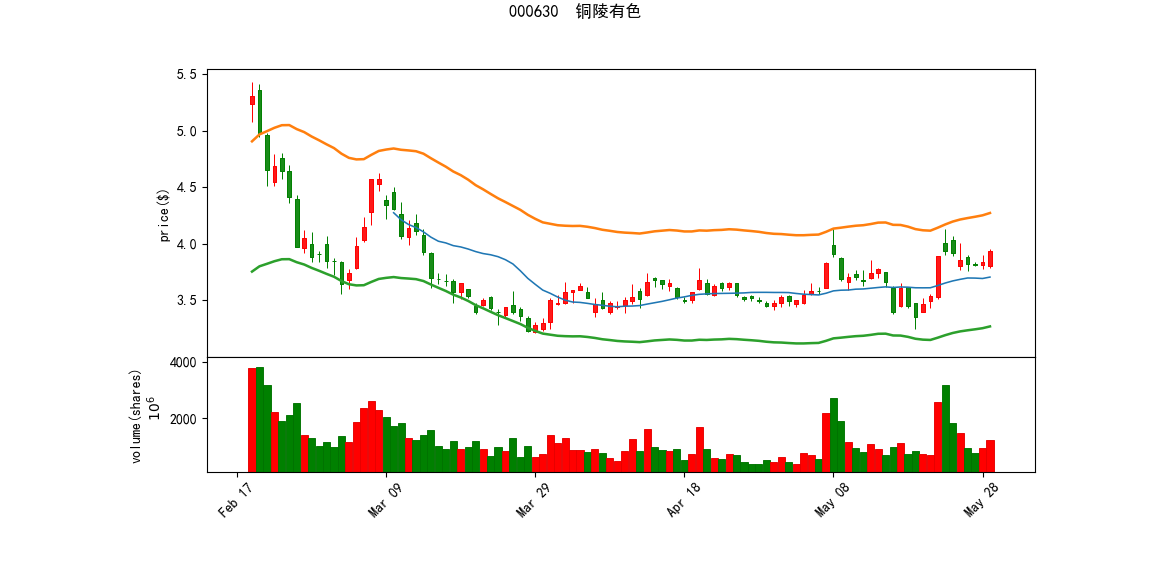 000630  铜陵有色
price($)
5.5
5.0
4.5
4.0
3.5
volume(shares)
10^6
4000
2000
Feb 17
Mar 09
Mar 29
Apr 18
May 08
May 28